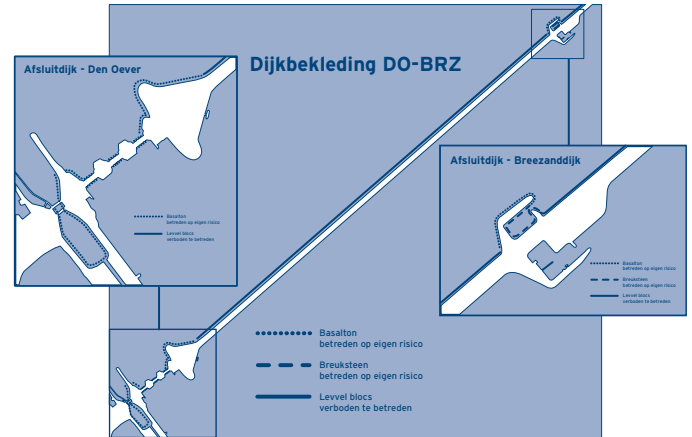 Dijkbekleding DO-BRZ
Afsluitdijk - Den Oever
Basalton
betreden op eigen risico
Levvel blocs
verboden te betreden
Afsluitdijk - Breezanddijk
Basalton
betreden op eigen risico
Breuksteen
betreden op eigen risico
Levvel blocs
verboden te betreden
Basalton
betreden op eigen risico
Breuksteen
betreden op eigen risico
Levvel blocs
verboden te betreden